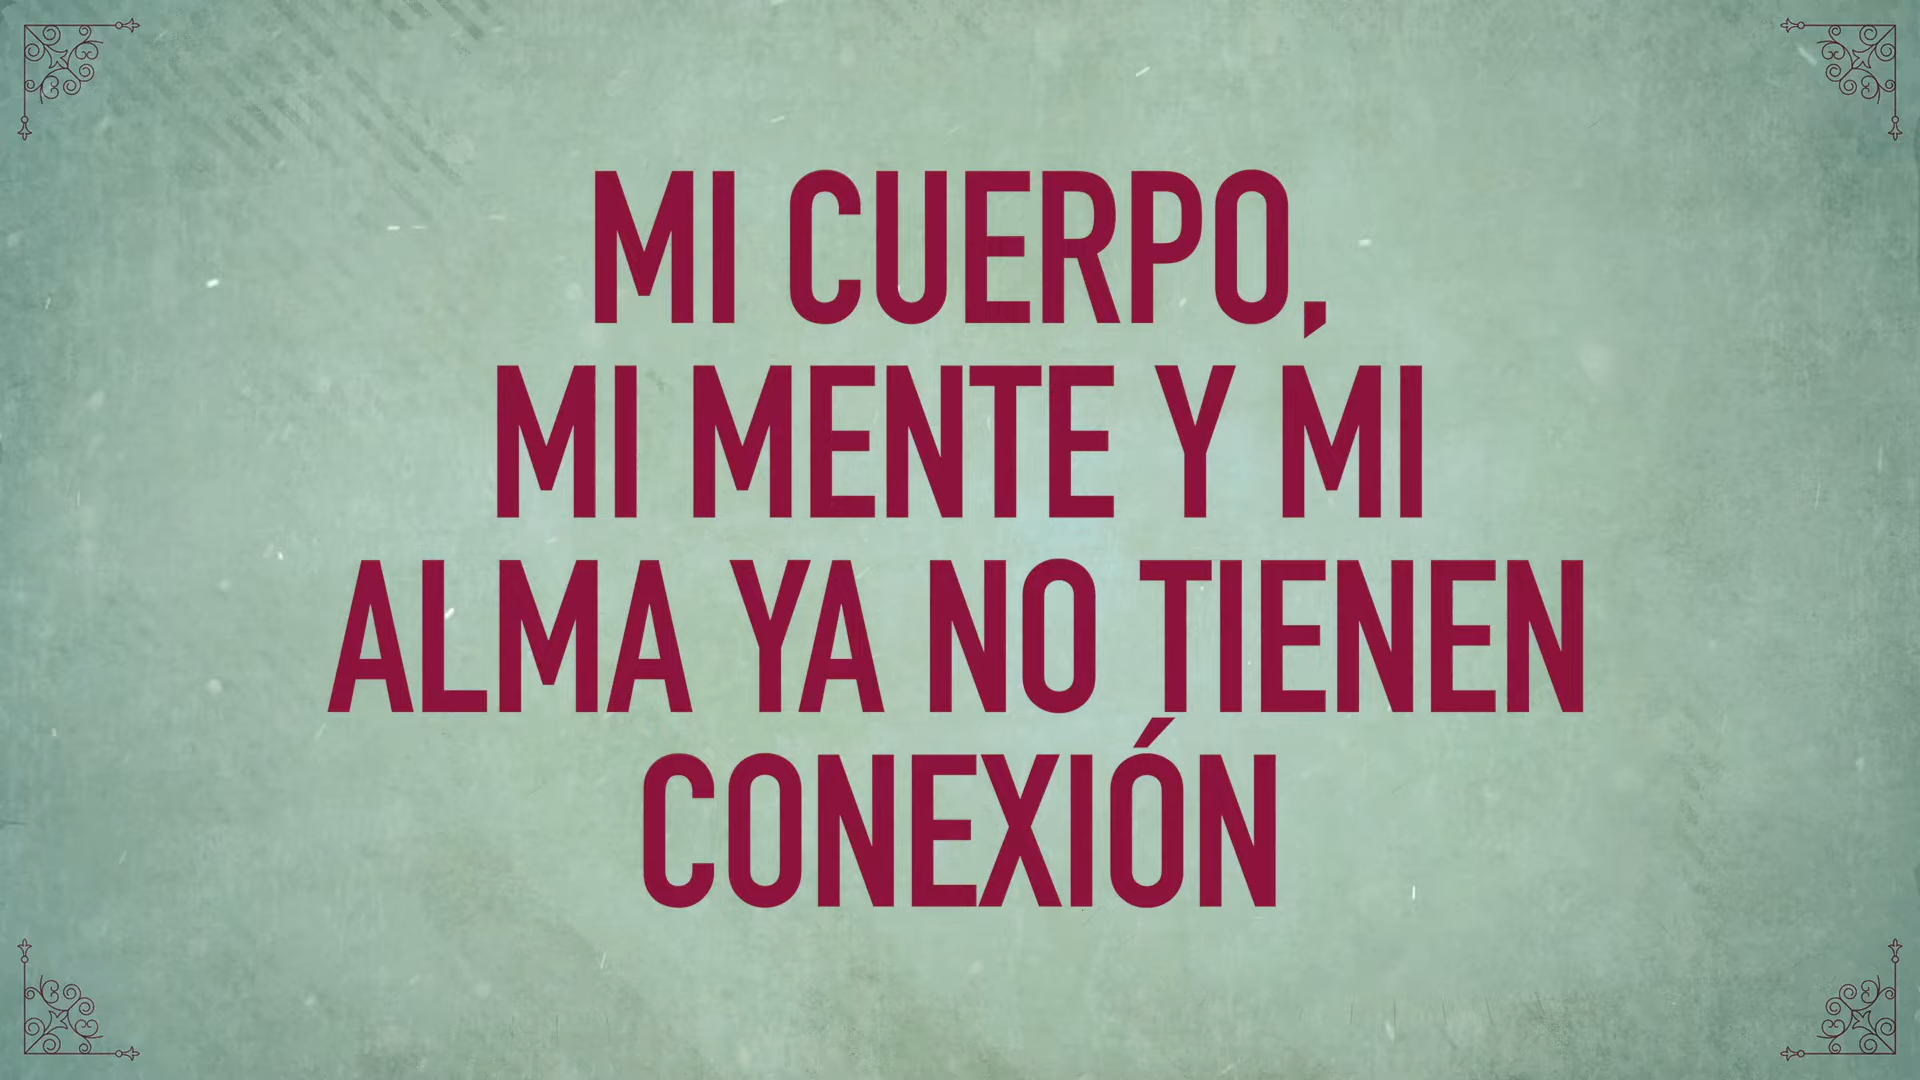 MI CUERPO,
MI MENTE Y MI
ALMA YA NO TIENEN
CONEXIÓN